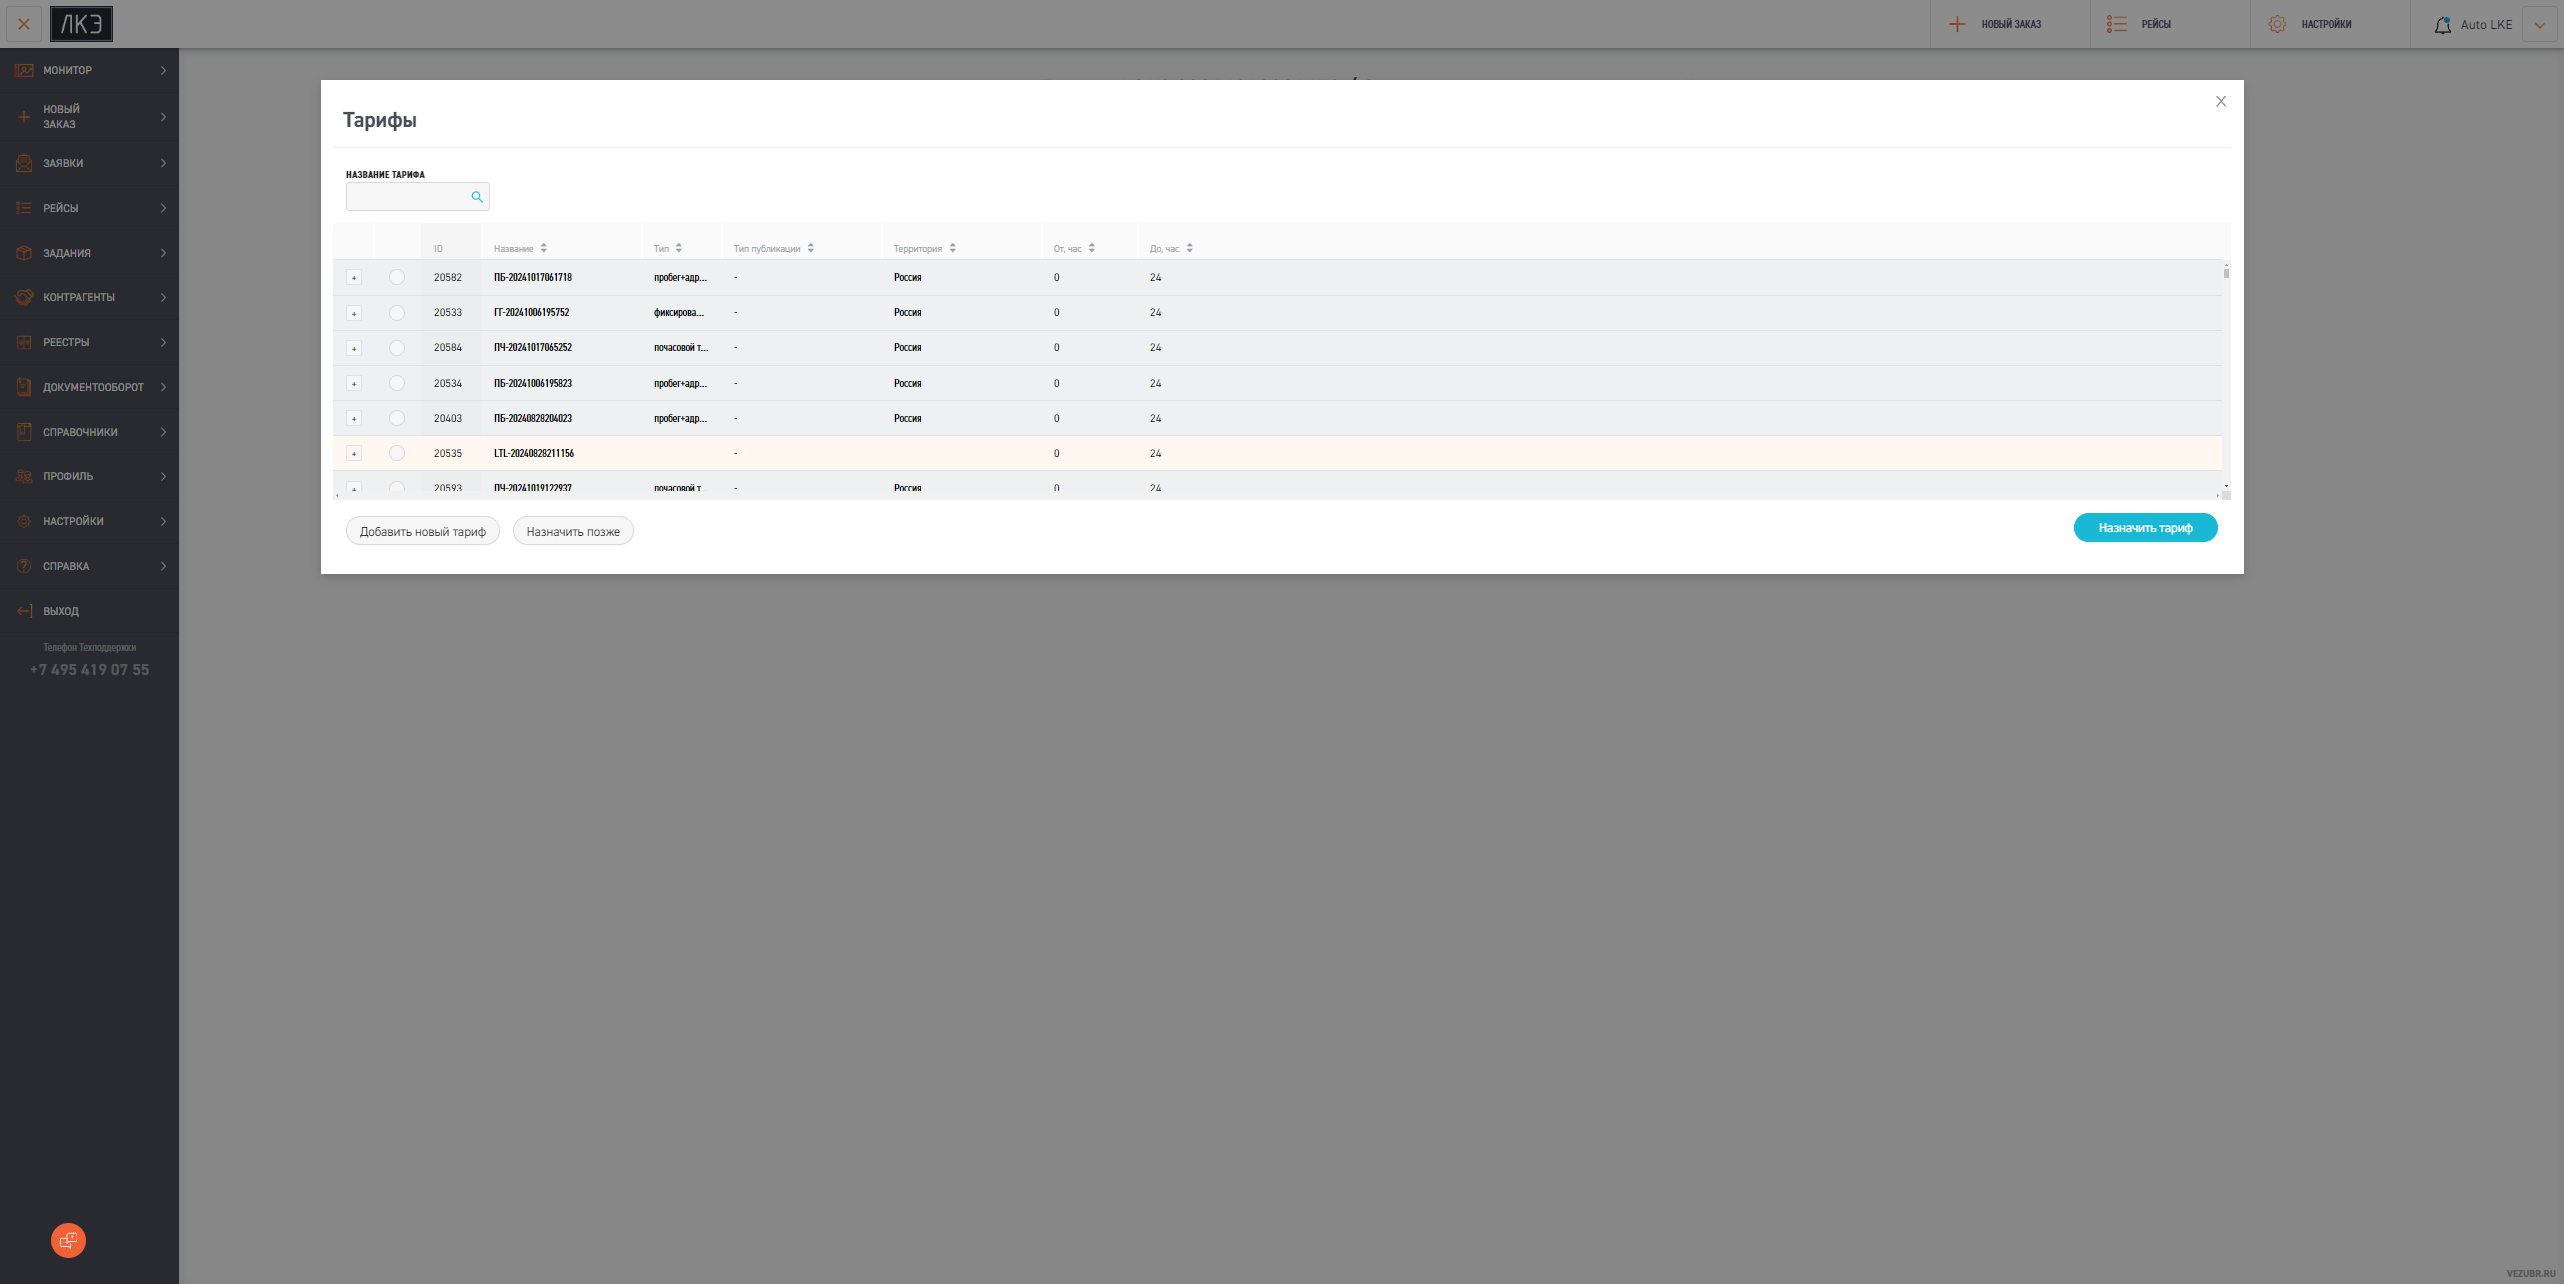 ЛКЭ
НОВЫЙ ЗАКАЗ
РЕЙСЫ
НАСТРОЙКИ
Auto LKE
МОНИТОР
НОВЫЙ
ЗАКАЗ
ЗАЯВКИ
РЕЙСЫ
ЗАДАНИЯ
КОНТРАГЕНТЫ
РЕЕСТРЫ
ДОКУМЕНТООБОРОТ
СПРАВОЧНИКИ
ПРОФИЛЬ
НАСТРОЙКИ
СПРАВКА
ВЫХОД
Телефон Техподдержки
+7 495 419 07 55
Тарифы
НАЗВАНИЕ ТАРИФА
ID Название Тип Тип публикации Территория От, час До, час
20582 ПБ-20241017061718 пробег+адр... - Россия 0 24
20533 ГГ-20241006195752 фиксирова... - Россия 0 24
20584 ПЧ-20241017065252 почасовой т... - Россия 0 24
20534 ПБ-20241006195823 пробег+адр... - Россия 0 24
20403 ПБ-20240828204023 пробег+адр... - Россия 0 24
20535 LTL-20240828211156 - 0 24
20593 ПЧ-20241019122937 почасовой т... - Россия 0 24
Добавить новый тариф
Назначить позже
Назначить тариф
VEZUBR.RU